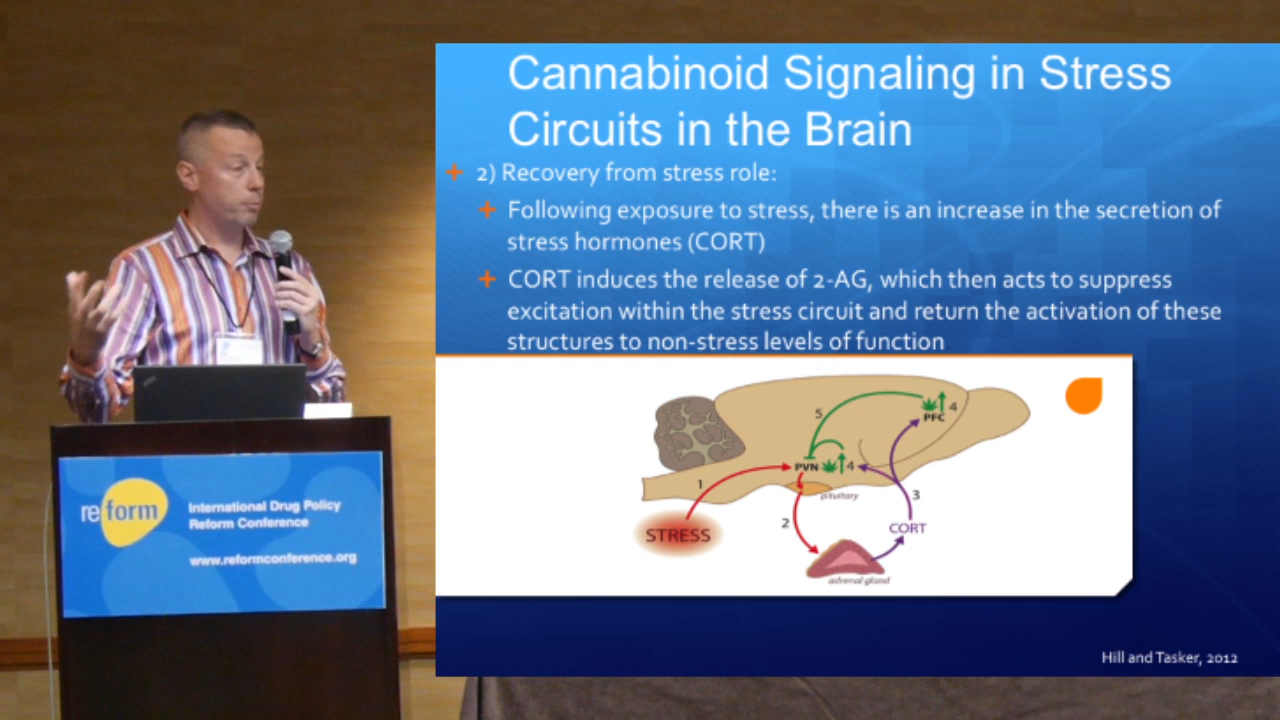 Cannabinoid Signaling in Stress
Circuits in the Brain
2) Recovery from stress role:
Following exposure to stress, there is an increase in the secretion of
stress hormones (CORT)
CORT induces the release of 2-AG, which then acts to suppress
excitation within the stress circuit and return the activation of these
structures to non-stress levels of function
5
4
PFC
PVN
4
1
pituitary
3
2
STRESS
CORT
adrenal gland
Hill and Tasker, 2012
reform
International Drug Policy
Reform Conference
www.reformconference.org